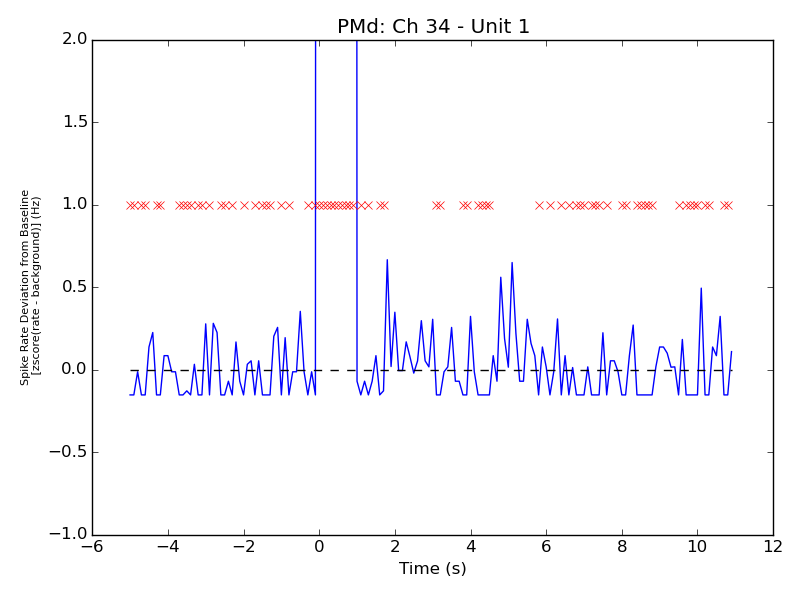 PMd: Ch 34 - Unit 1
2.0
1.5
1.0
0.5
0.0
−0.5
−1.0
Spike Rate Deviation from Baseline
[zscore(rate - background)] (Hz)
−6 −4 −2 0 2 4 6 8 10 12
Time (s)